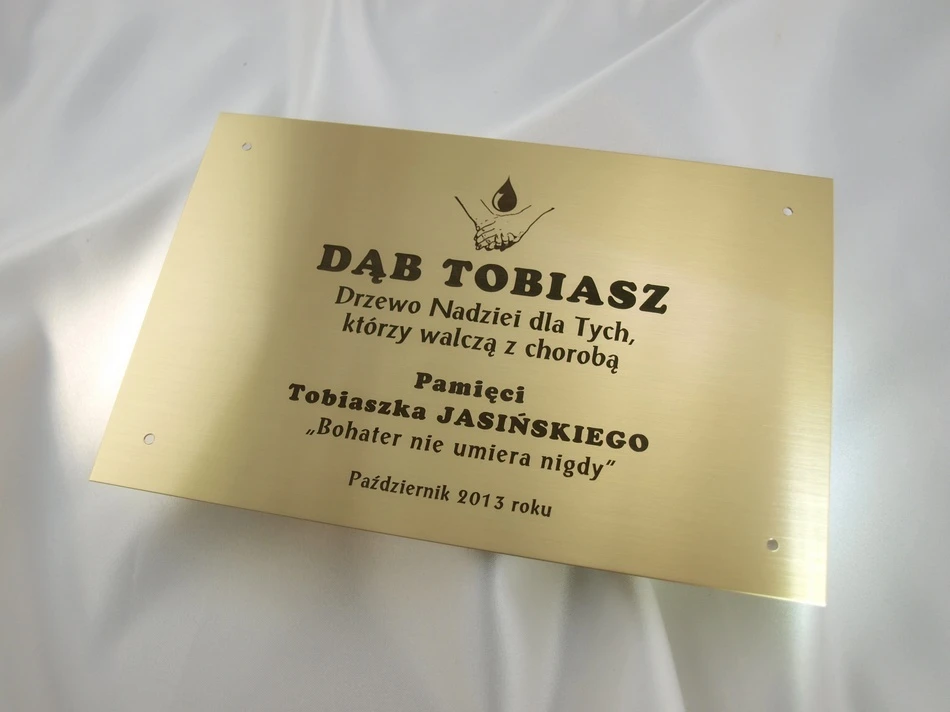 DĄB TOBIASZ
Drzewo Nadziei dla Tych,
którzy walczą z chorobą
Pamięci
Tobiaszka JASIŃSKIEGO
„Bohater nie umiera nigdy”
Październik 2013 roku